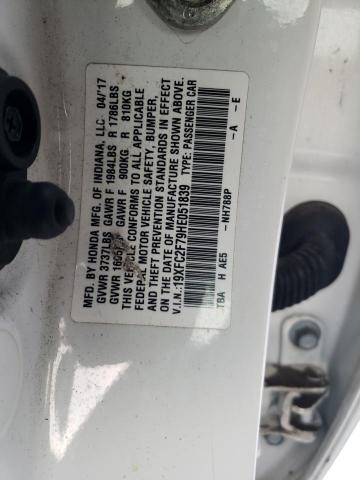 MFD. BY HONDA MFG. OF INDIANA, LLC. 04/'17
GVWR 3737LBS GAWR F 1984LBS R 1786LBS
GVWR 1695KG GAWR F 900KG R 810KG
THIS VEHICLE CONFORMS TO ALL APPLICABLE
FEDERAL MOTOR VEHICLE SAFETY, BUMPER,
AND THEFT PREVENTION STANDARDS IN EFFECT
ON THE DATE OF MANUFACTURE SHOWN ABOVE.
V.I.N.:19XFC2F79HE051839 TYPE: PASSENGER CAR
NH788P -A -E
TBA H AE5